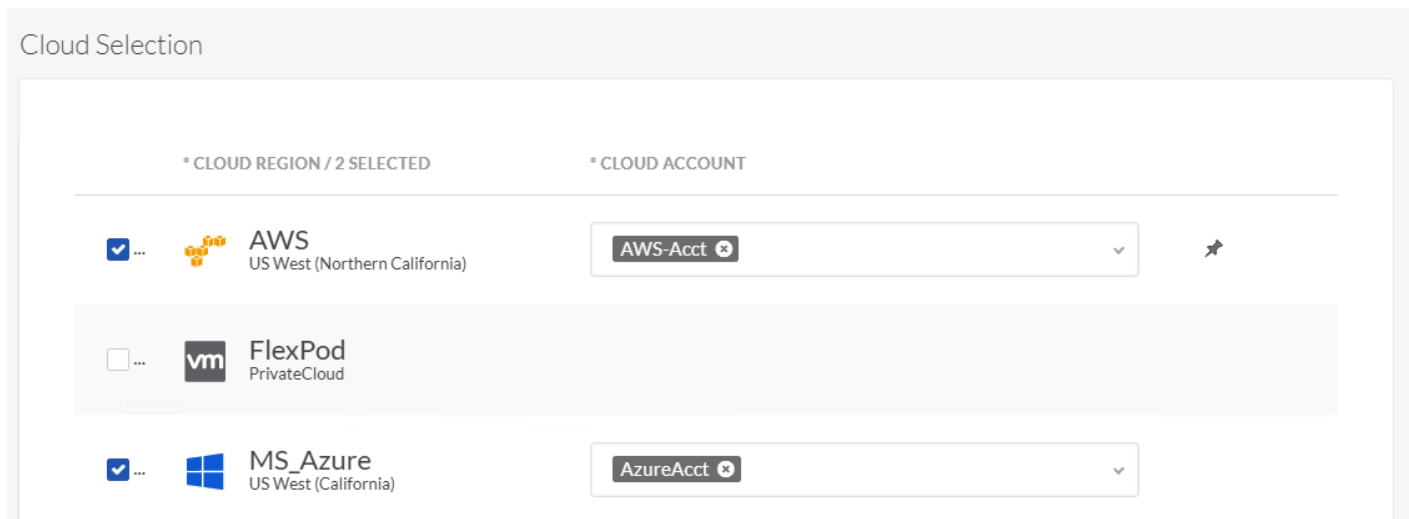 Cloud Selection
* CLOUD REGION / 2 SELECTED * CLOUD ACCOUNT
... AWS AWS-Acct
US West (Northern California)
... vm FlexPod
PrivateCloud
... MS_Azure AzureAcct
US West (California)